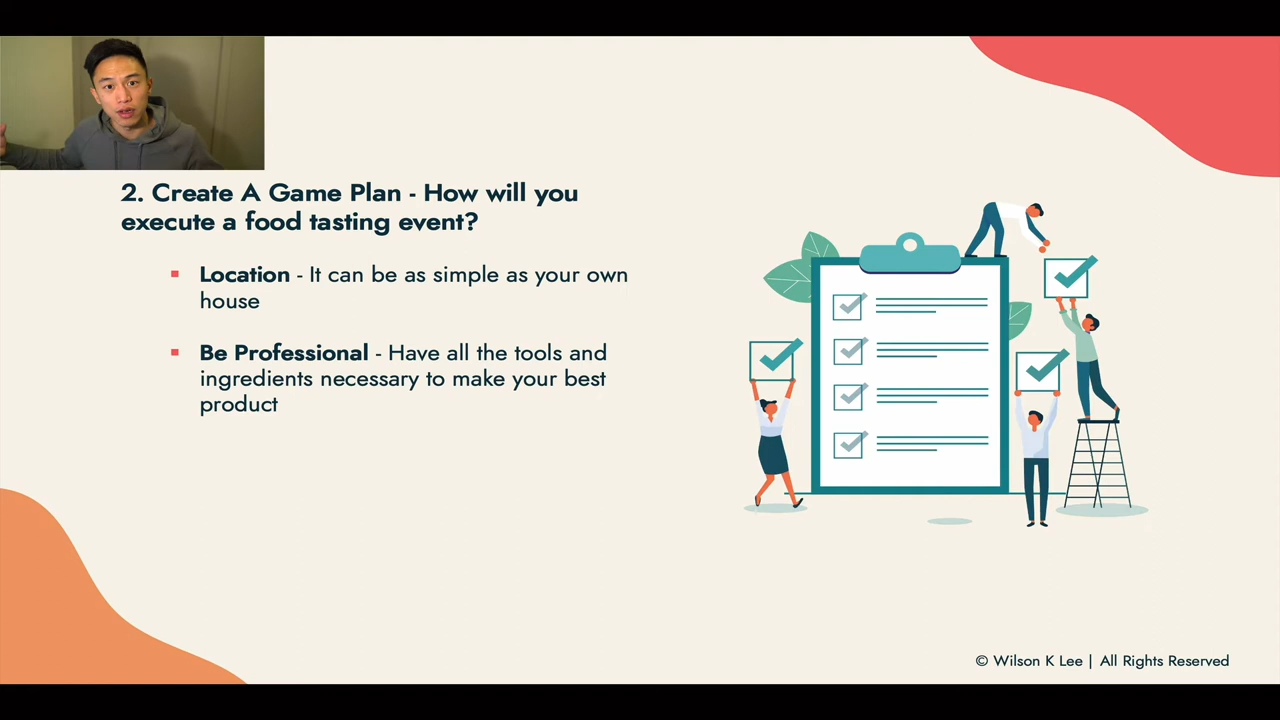 2. Create A Game Plan - How will you
execute a food tasting event?
Location - It can be as simple as your own
house
Be Professional - Have all the tools and
ingredients necessary to make your best
product
© Wilson K Lee | All Rights Reserved